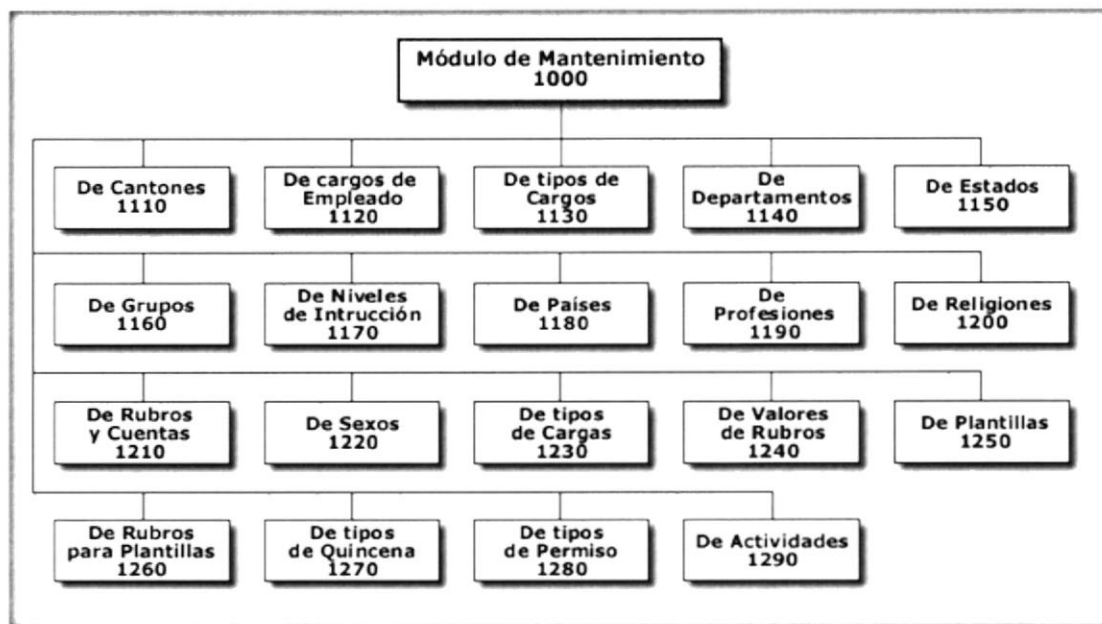 Módulo de Mantenimiento
1000
De Cantones
1110
De cargos de
Empleado
1120
De tipos de
Cargos
1130
De
Departamentos
1140
De Estados
1150
De Grupos
1160
De Niveles
de Intrucción
1170
De Países
1180
De
Profesiones
1190
De Religiones
1200
De Rubros
y Cuentas
1210
De Sexos
1220
De tipos
de Cargas
1230
De Valores
de Rubros
1240
De Plantillas
1250
De Rubros
para Plantillas
1260
De tipos
de Quincena
1270
De tipos
de Permiso
1280
De Actividades
1290